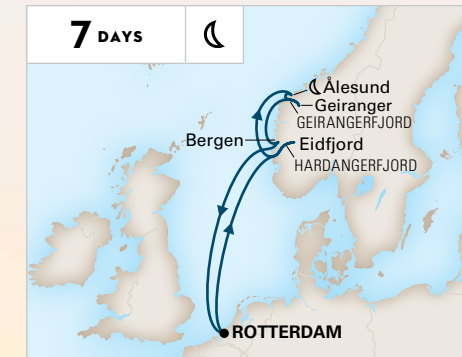 7 DAYS
Ålesund
Geiranger
GEIRANGERFJORD
Bergen
Eidfjord
HARDANGERFJORD
ROTTERDAM